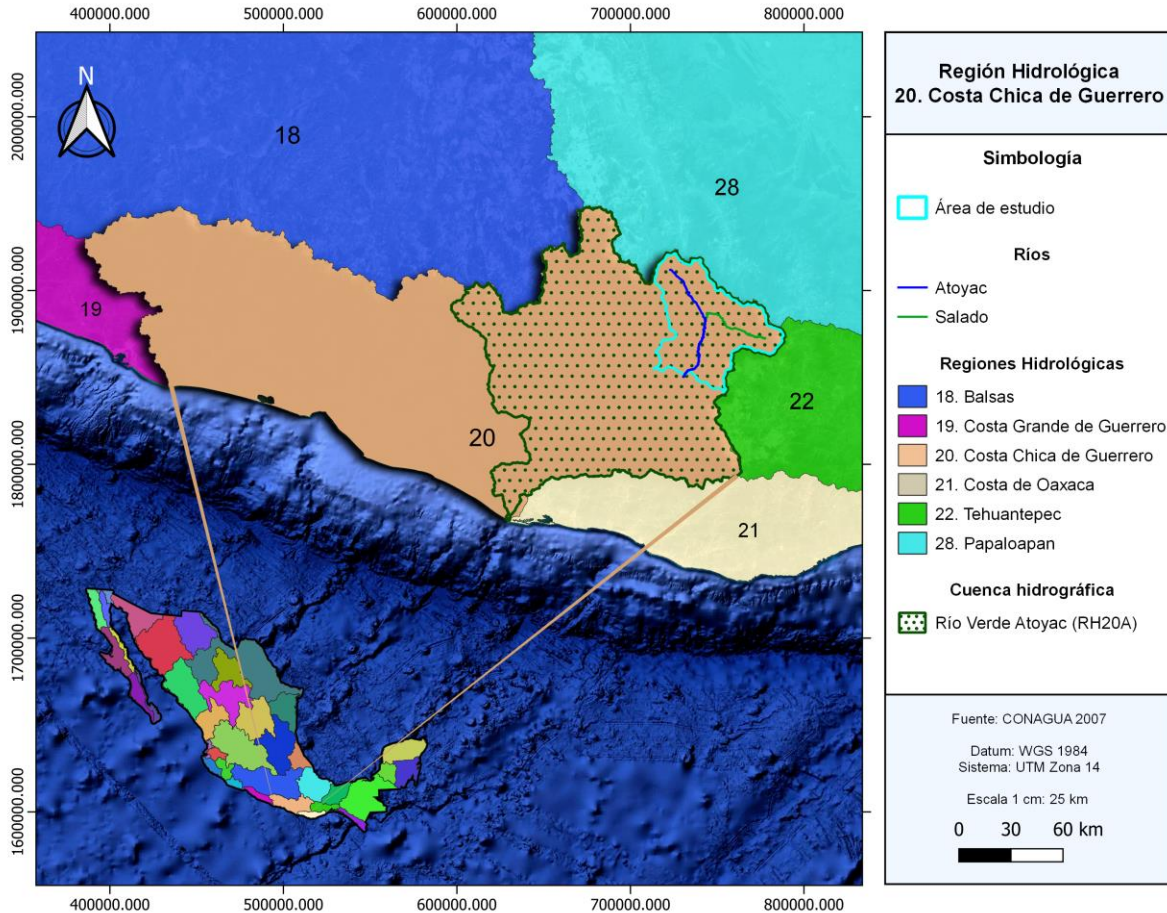 400000.000 500000.000 600000.000 700000.000 800000.000
2000000.000
1900000.000
1800000.000
1700000.000
1600000.000
N
18
28
19
20
22
21
400000.000 500000.000 600000.000 700000.000 800000.000
Región Hidrológica
20. Costa Chica de Guerrero
Simbología
Área de estudio
Ríos
Atoyac
Salado
Regiones Hidrológicas
18. Balsas
19. Costa Grande de Guerrero
20. Costa Chica de Guerrero
21. Costa de Oaxaca
22. Tehuantepec
28. Papaloapan
Cuenca hidrográfica
Río Verde Atoyac (RH20A)
Fuente: CONAGUA 2007
Datum: WGS 1984
Sistema: UTM Zona 14
Escala 1 cm: 25 km
0 30 60 km